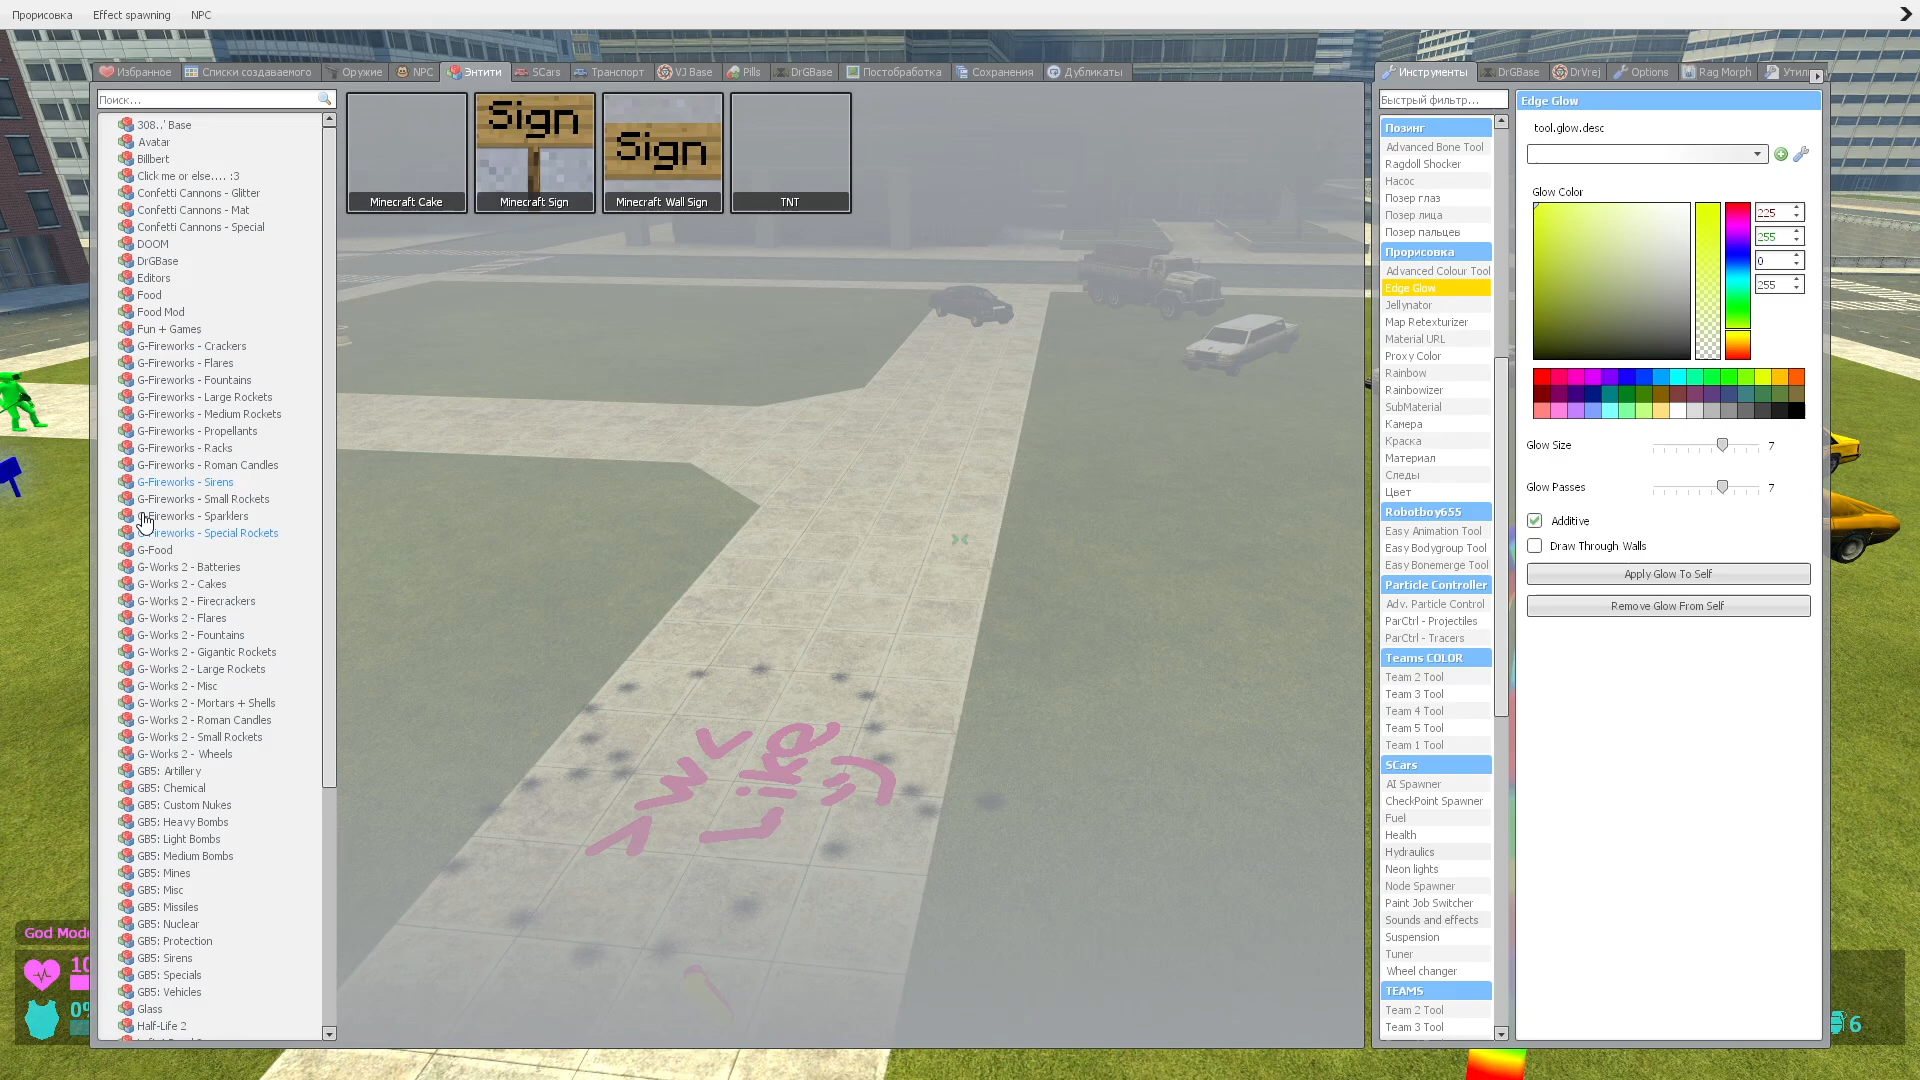 Прорисовка Effect spawning NPC
Избранное Списки создаваемого Оружие NPC Энтити SCars Транспорт VJ Base Pills DrGBase Постобработка Сохранения Дубликаты
Поиск...
308..' Base
Avatar
Billbert
Click me or else.... :3
Confetti Cannons - Glitter
Confetti Cannons - Mat
Confetti Cannons - Special
DOOM
DrGBase
Editors
Food
Food Mod
Fun + Games
G-Fireworks - Crackers
G-Fireworks - Flares
G-Fireworks - Fountains
G-Fireworks - Large Rockets
G-Fireworks - Medium Rockets
G-Fireworks - Propellants
G-Fireworks - Racks
G-Fireworks - Roman Candles
G-Fireworks - Sirens
G-Fireworks - Small Rockets
G-Fireworks - Sparklers
G-Fireworks - Special Rockets
G-Food
G-Works 2 - Batteries
G-Works 2 - Cakes
G-Works 2 - Firecrackers
G-Works 2 - Flares
G-Works 2 - Fountains
G-Works 2 - Gigantic Rockets
G-Works 2 - Large Rockets
G-Works 2 - Misc
G-Works 2 - Mortars + Shells
G-Works 2 - Roman Candles
G-Works 2 - Small Rockets
G-Works 2 - Wheels
GB5: Artillery
GB5: Chemical
GB5: Custom Nukes
GB5: Heavy Bombs
GB5: Light Bombs
GB5: Medium Bombs
GB5: Mines
GB5: Misc
GB5: Missiles
GB5: Nuclear
GB5: Protection
GB5: Sirens
GB5: Specials
GB5: Vehicles
Glass
Half-Life 2
Sign
Sign
Minecraft Cake
Minecraft Sign
Minecraft Wall Sign
TNT
God Mode
10
0%
Инструменты DrGBase DrVrej Options Rag Morph Утил
Быстрый фильтр...
Позинг
Advanced Bone Tool
Ragdoll Shocker
Насос
Позер глаз
Позер лица
Позер пальцев
Прорисовка
Advanced Colour Tool
Edge Glow
Jellynator
Map Retexturizer
Material URL
Proxy Color
Rainbow
Rainbowizer
SubMaterial
Камера
Краска
Материал
Следы
Цвет
Robotboy655
Easy Animation Tool
Easy Bodygroup Tool
Easy Bonemerge Tool
Particle Controller
Adv. Particle Control
ParCtrl - Projectiles
ParCtrl - Tracers
Teams COLOR
Team 2 Tool
Team 3 Tool
Team 4 Tool
Team 5 Tool
Team 1 Tool
SCars
AI Spawner
CheckPoint Spawner
Fuel
Health
Hydraulics
Neon lights
Node Spawner
Paint Job Switcher
Sounds and effects
Suspension
Tuner
Wheel changer
TEAMS
Team 2 Tool
Team 3 Tool
Edge Glow
tool.glow.desc
Glow Color
225
255
0
255
Glow Size 7
Glow Passes 7
Additive
Draw Through Walls
Apply Glow To Self
Remove Glow From Self
6